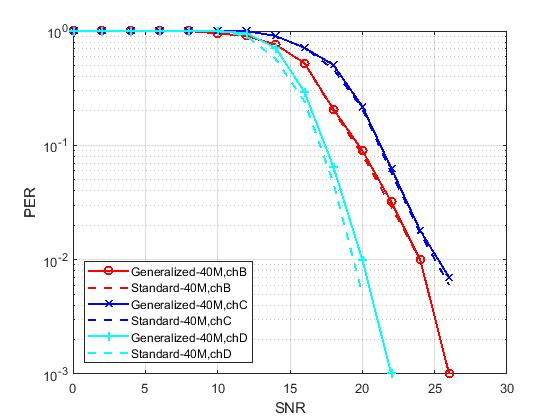 10^0
10^-1
10^-2
10^-3
PER
Generalized-40M,chB
Standard-40M,chB
Generalized-40M,chC
Standard-40M,chC
Generalized-40M,chD
Standard-40M,chD
0 5 10 15 20 25 30
SNR